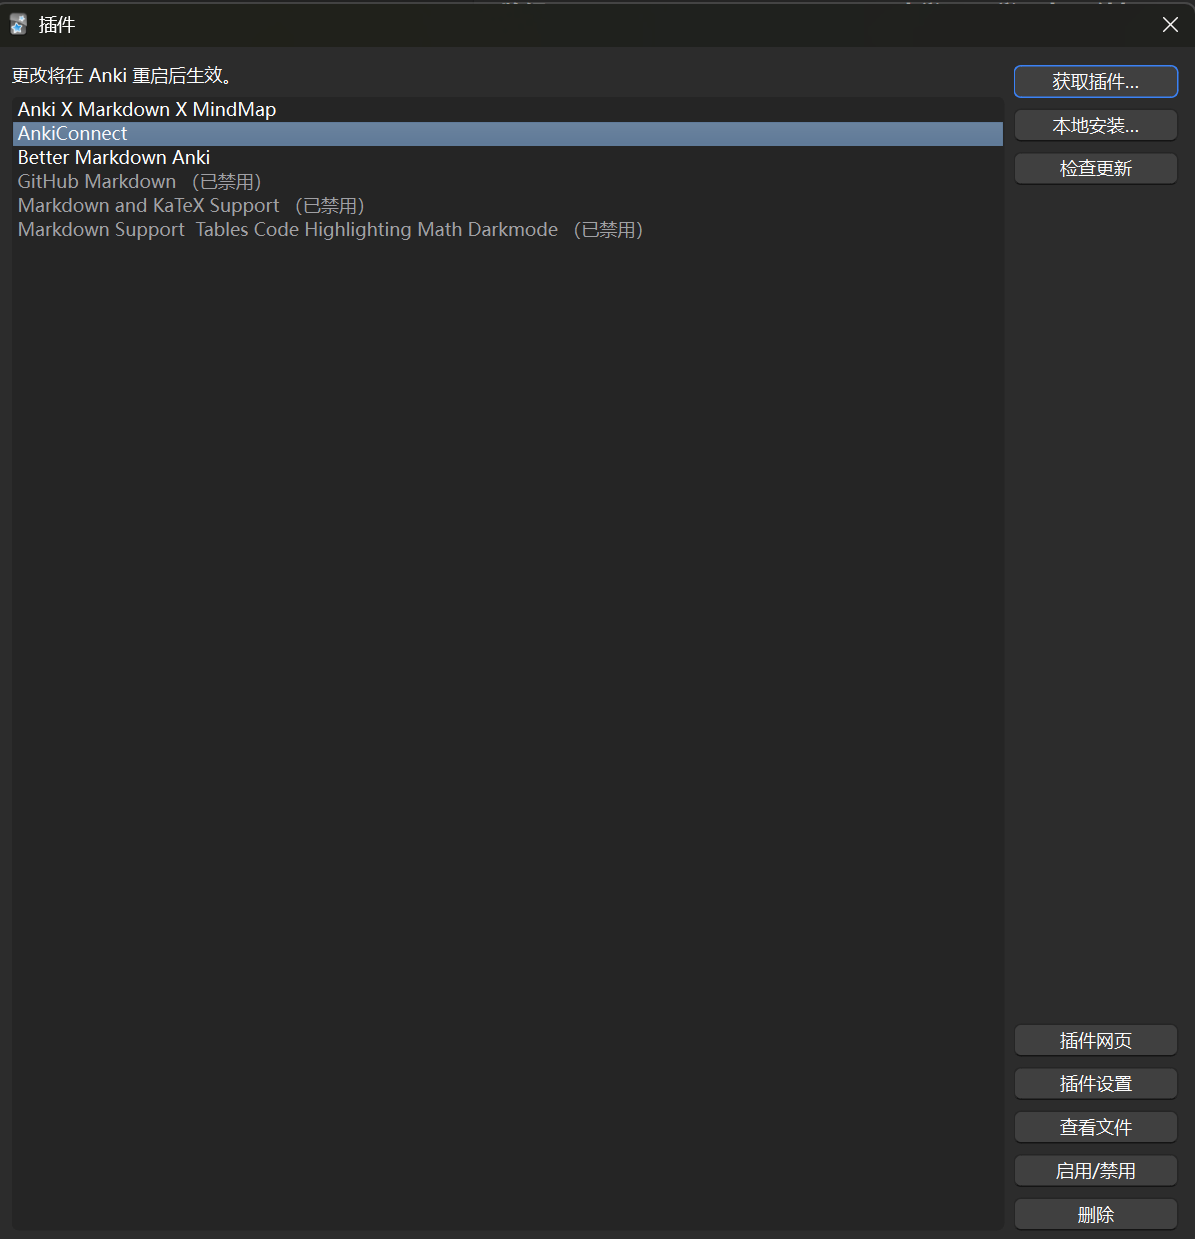 插件
更改将在 Anki 重启后生效。
Anki X Markdown X MindMap
AnkiConnect
Better Markdown Anki
GitHub Markdown （已禁用）
Markdown and KaTeX Support （已禁用）
Markdown Support  Tables Code Highlighting Math Darkmode （已禁用）
获取插件...
本地安装...
检查更新
插件网页
插件设置
查看文件
启用/禁用
删除